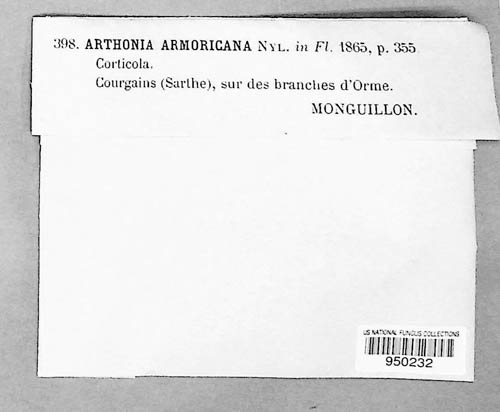 398. ARTHONIA ARMORICANA NYL. in Fl. 1865, p. 355
Corticola.
Courgains (Sarthe), sur des branches d'Orme.
MONGUILLON.
US NATIONAL FUNGUS COLLECTIONS
950232